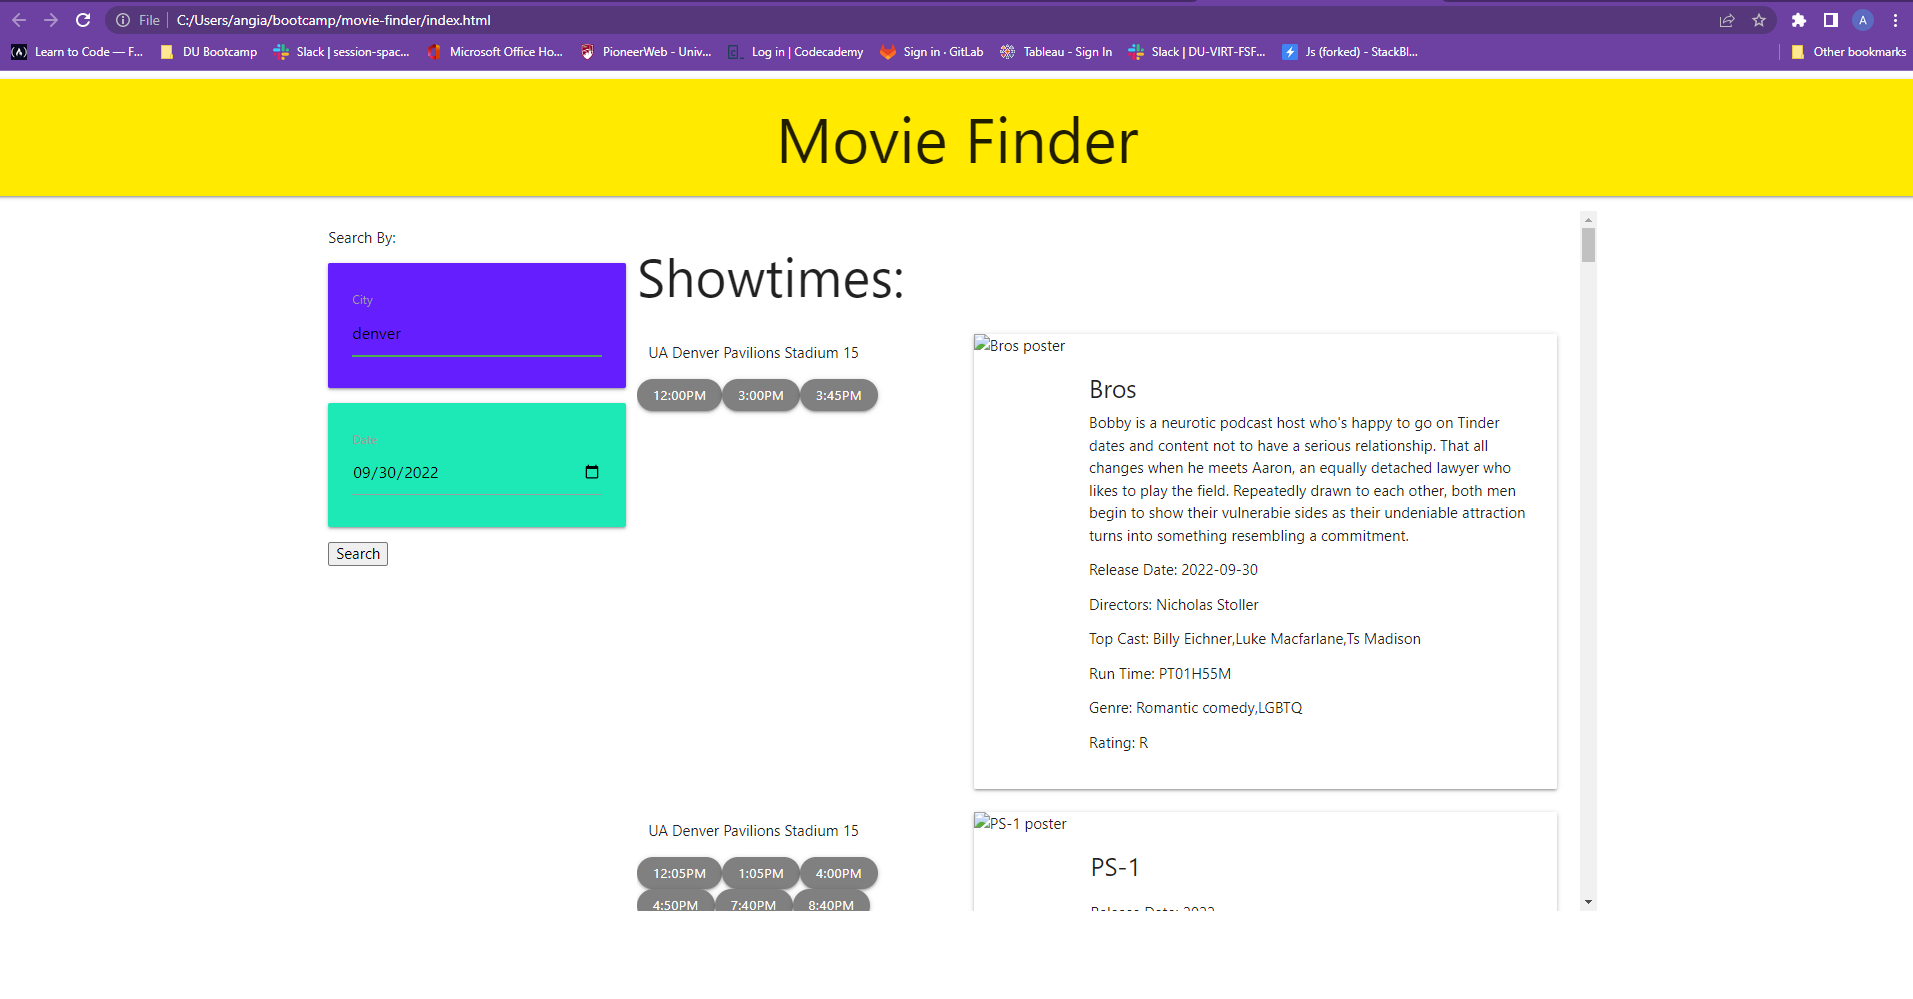 File C:/Users/angia/bootcamp/movie-finder/index.html A
Learn to Code — F... DU Bootcamp Slack | session-spac... Microsoft Office Ho... PioneerWeb - Univ... Log in | Codecademy Sign in · GitLab Tableau - Sign In Slack | DU-VIRT-FSF... Js (forked) - StackBl... Other bookmarks
Movie Finder
Search By:
City
denver
Date
09/30/2022
Search
Showtimes:
UA Denver Pavilions Stadium 15
12:00PM 3:00PM 3:45PM
Bros poster
Bros
Bobby is a neurotic podcast host who's happy to go on Tinder
dates and content not to have a serious relationship. That all
changes when he meets Aaron, an equally detached lawyer who
likes to play the field. Repeatedly drawn to each other, both men
begin to show their vulnerabie sides as their undeniable attraction
turns into something resembling a commitment.
Release Date: 2022-09-30
Directors: Nicholas Stoller
Top Cast: Billy Eichner,Luke Macfarlane,Ts Madison
Run Time: PT01H55M
Genre: Romantic comedy,LGBTQ
Rating: R
UA Denver Pavilions Stadium 15
12:05PM 1:05PM 4:00PM
4:50PM 7:40PM 8:40PM
PS-1 poster
PS-1
Release Date: 2022